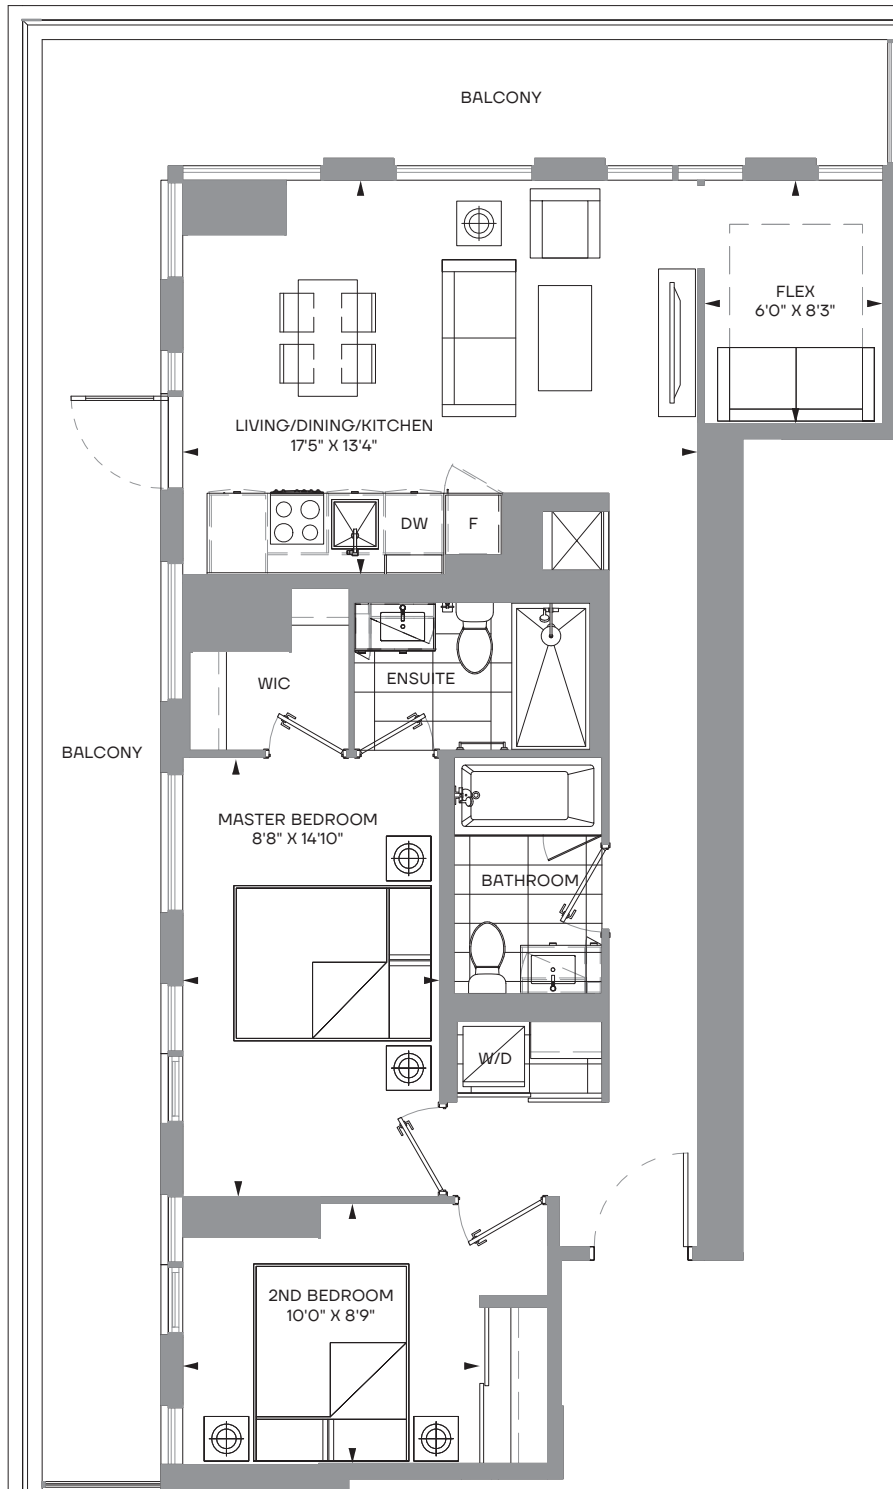 BALCONY
FLEX
6'0" X 8'3"
LIVING/DINING/KITCHEN
17'5" X 13'4"
DW
F
WIC
ENSUITE
BALCONY
MASTER BEDROOM
8'8" X 14'10"
BATHROOM
W/D
2ND BEDROOM
10'0" X 8'9"